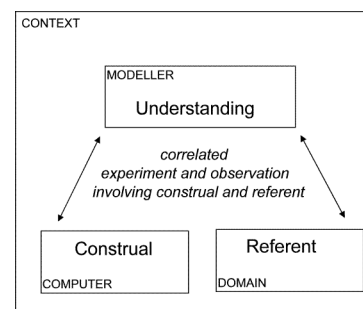 CONTEXT
MODELLER
Understanding
correlated
experiment and observation
involving construal and referent
Construal
COMPUTER
Referent
DOMAIN